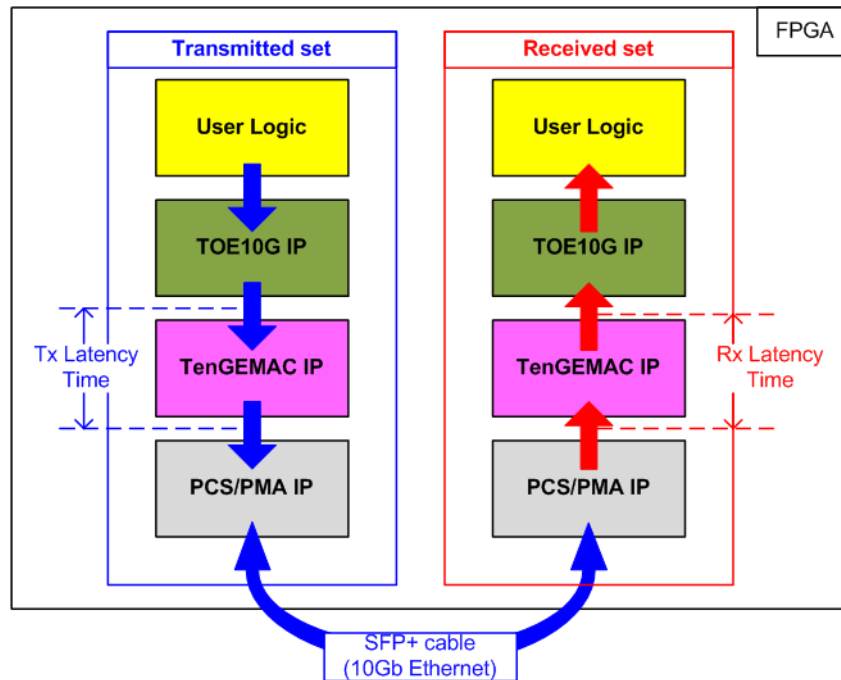 FPGA
Transmitted set
Received set
User Logic
User Logic
TOE10G IP
TOE10G IP
Tx Latency
Time
TenGEMAC IP
TenGEMAC IP
Rx Latency
Time
PCS/PMA IP
PCS/PMA IP
SFP+ cable
(10Gb Ethernet)